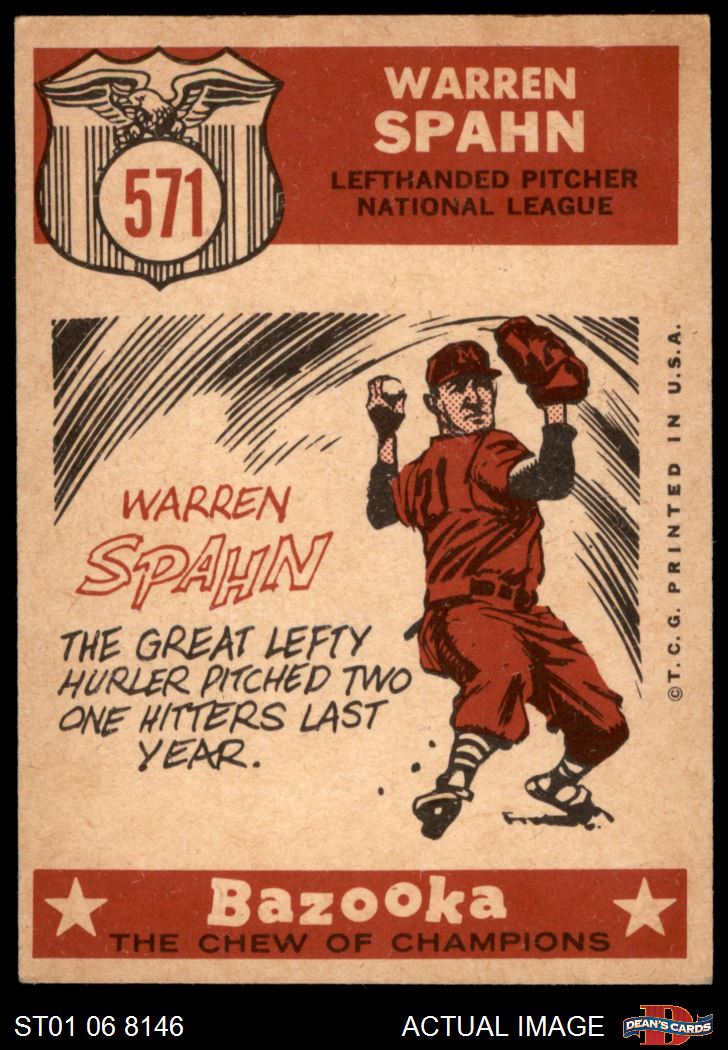 571
WARREN
SPAHN
LEFTHANDED PITCHER
NATIONAL LEAGUE
M
WARREN
SPAHN
THE GREAT LEFTY
HURLER PITCHED TWO
ONE HITTERS LAST
YEAR.
©T. C. G. PRINTED IN U.S.A.
Bazooka
THE CHEW OF CHAMPIONS
ST01 06 8146
ACTUAL IMAGE
D
DEAN'S CARDS